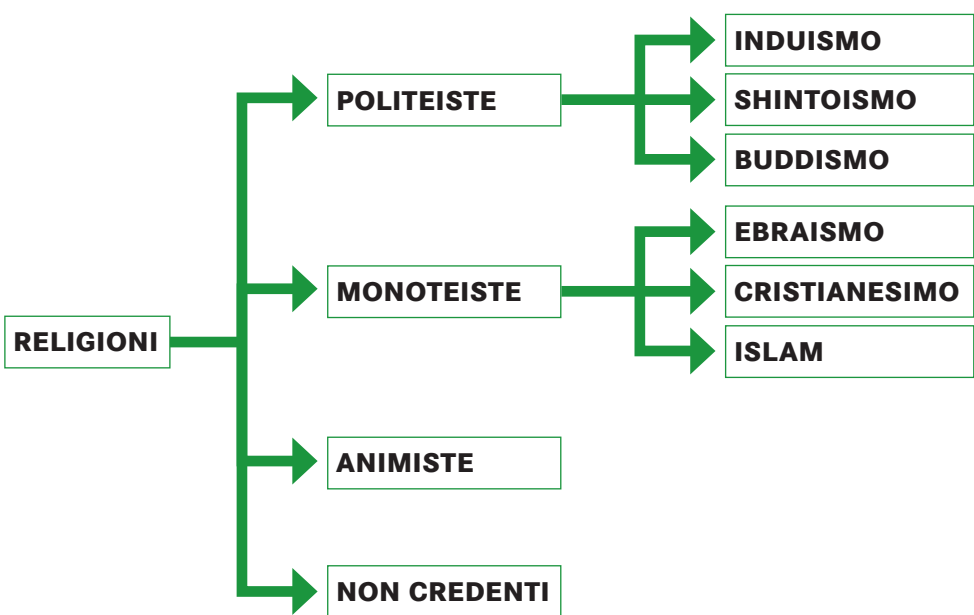 RELIGIONI
POLITEISTE
INDUISMO
SHINTOISMO
BUDDISMO
MONOTEISTE
EBRAISMO
CRISTIANESIMO
ISLAM
ANIMISTE
NON CREDENTI